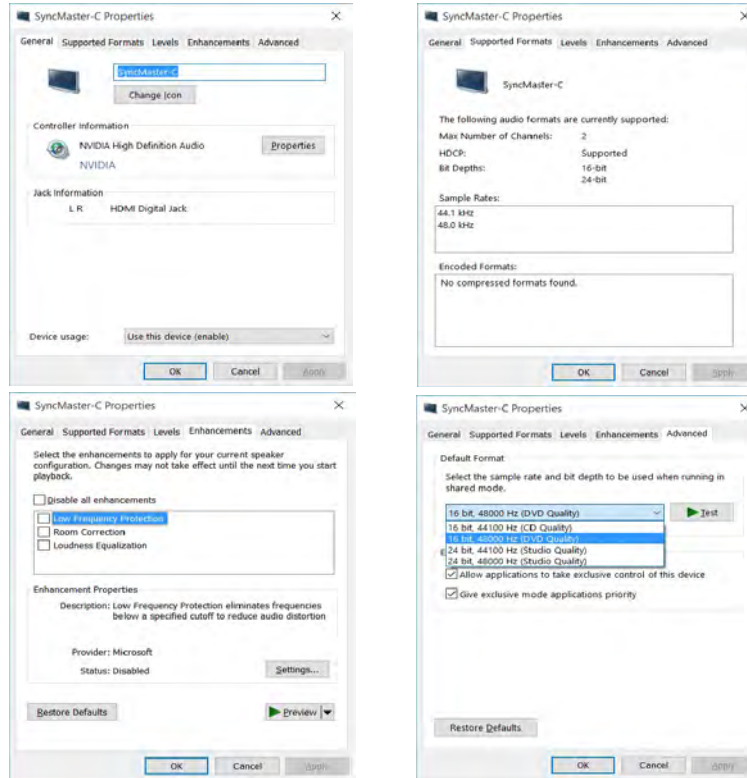 SyncMaster-C Properties
General Supported Formats Levels Enhancements Advanced
SyncMaster-C
Change Icon
Controller Information
NVIDIA High Definition Audio
Properties
NVIDIA
Jack Information
L R HDMI Digital Jack
Device usage:
Use this device (enable)
OK Cancel Apply
SyncMaster-C Properties
General Supported Formats Levels Enhancements Advanced
SyncMaster-C
The following audio formats are currently supported:
Max Number of Channels: 2
HDCP: Supported
Bit Depths: 16-bit
24-bit
Sample Rates:
44.1 kHz
48.0 kHz
Encoded Formats:
No compressed formats found.
OK Cancel Apply
SyncMaster-C Properties
General Supported Formats Levels Enhancements Advanced
Select the enhancements to apply for your current speaker
configuration. Changes may not take effect until the next time you start
playback.
Disable all enhancements
Low Frequency Protection
Room Correction
Loudness Equalization
Enhancement Properties
Description: Low Frequency Protection eliminates frequencies
below a specified cutoff to reduce audio distortion
Provider: Microsoft
Status: Disabled
Settings...
Restore Defaults
Preview
OK Cancel Apply
SyncMaster-C Properties
General Supported Formats Levels Enhancements Advanced
Default Format
Select the sample rate and bit depth to be used when running in
shared mode.
16 bit, 48000 Hz (DVD Quality)
Test
16 bit, 44100 Hz (CD Quality)
16 bit, 48000 Hz (DVD Quality)
24 bit, 44100 Hz (Studio Quality)
24 bit, 48000 Hz (Studio Quality)
Allow applications to take exclusive control of this device
Give exclusive mode applications priority
Restore Defaults
OK Cancel Apply